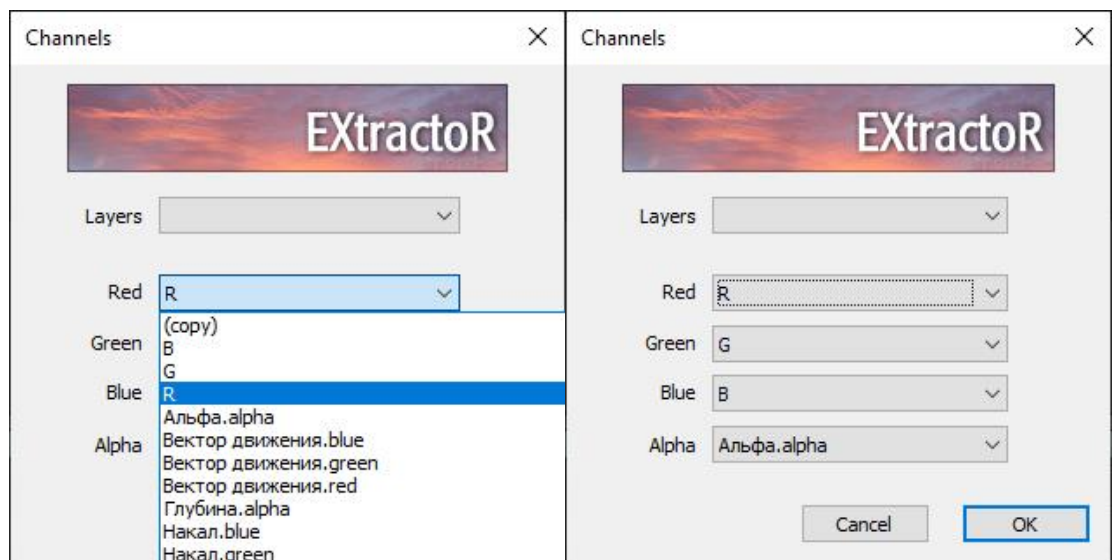 Channels
EXtractoR
Layers
Red R
(copy)
Green B
G
Blue R
Альфа.alpha
Alpha Вектор движения.blue
Вектор движения.green
Вектор движения.red
Глубина.alpha
Накал.blue
Накал.green
Channels
EXtractoR
Layers
Red R
Green G
Blue B
Alpha Альфа.alpha
Cancel OK